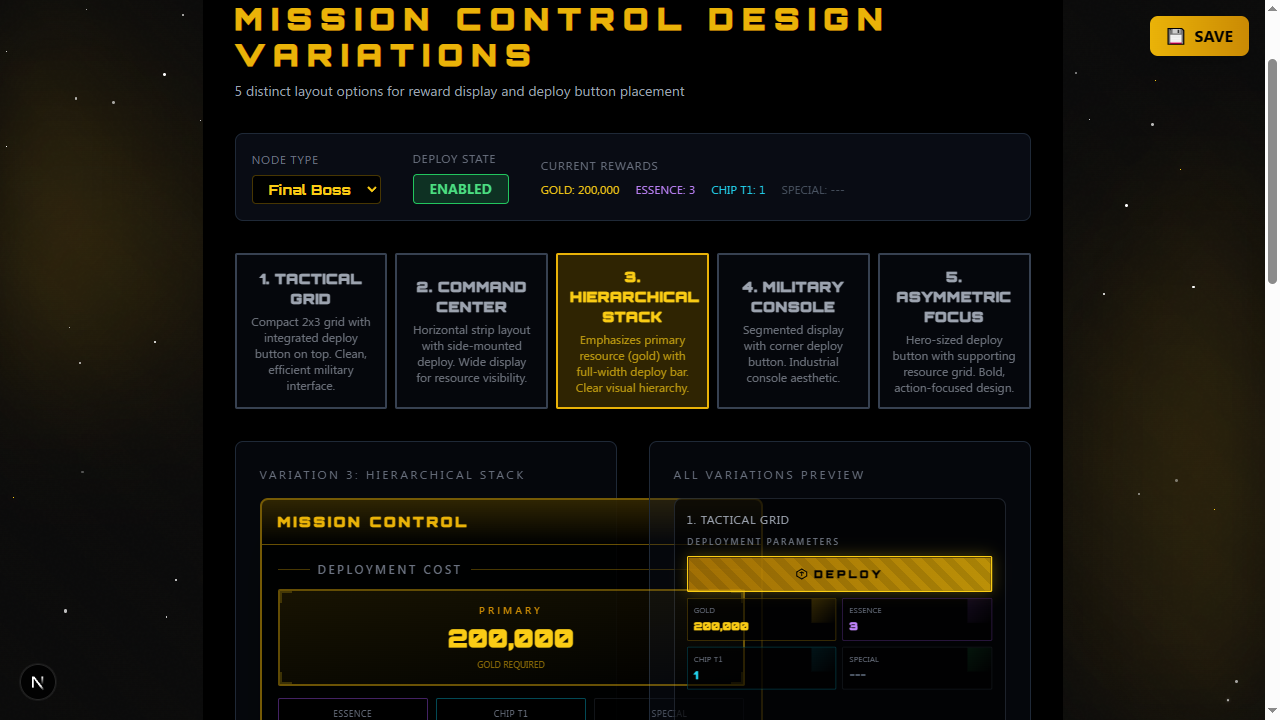 MISSION CONTROL DESIGN
VARIATIONS
💾 SAVE
5 distinct layout options for reward display and deploy button placement
NODE TYPE
Final Boss
DEPLOY STATE
ENABLED
CURRENT REWARDS
GOLD: 200,000 ESSENCE: 3 CHIP T1: 1 SPECIAL: ---
1. TACTICAL
GRID
Compact 2x3 grid with
integrated deploy
button on top. Clean,
efficient military
interface.
2. COMMAND
CENTER
Horizontal strip layout
with side-mounted
deploy. Wide display
for resource visibility.
3.
HIERARCHICAL
STACK
Emphasizes primary
resource (gold) with
full-width deploy bar.
Clear visual hierarchy.
4. MILITARY
CONSOLE
Segmented display
with corner deploy
button. Industrial
console aesthetic.
5.
ASYMMETRIC
FOCUS
Hero-sized deploy
button with supporting
resource grid. Bold,
action-focused design.
VARIATION 3: HIERARCHICAL STACK
MISSION CONTROL
DEPLOYMENT COST
PRIMARY
200,000
GOLD REQUIRED
ESSENCE
CHIP T1
SPECIAL
ALL VARIATIONS PREVIEW
1. TACTICAL GRID
DEPLOYMENT PARAMETERS
DEPLOY
GOLD
200,000
ESSENCE
3
CHIP T1
1
SPECIAL
---
N